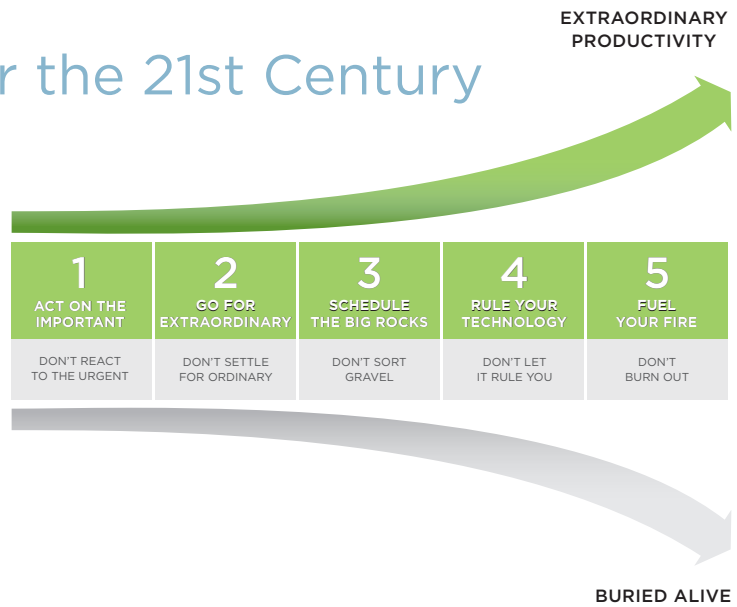 EXTRAORDINARY
PRODUCTIVITY
r the 21st Century
1
ACT ON THE
IMPORTANT
2
GO FOR
EXTRAORDINARY
3
SCHEDULE
THE BIG ROCKS
4
RULE YOUR
TECHNOLOGY
5
FUEL
YOUR FIRE
DON'T REACT
TO THE URGENT
DON'T SETTLE
FOR ORDINARY
DON'T SORT
GRAVEL
DON'T LET
IT RULE YOU
DON'T
BURN OUT
BURIED ALIVE